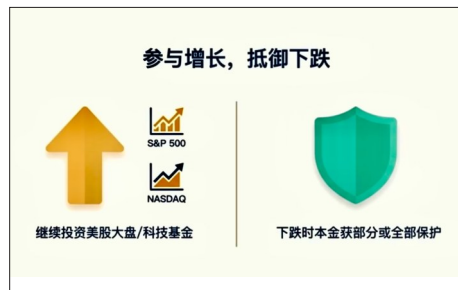 参与增长，抵御下跌
S&P 500
NASDAQ
继续投资美股大盘/科技基金
下跌时本金获部分或全部保护